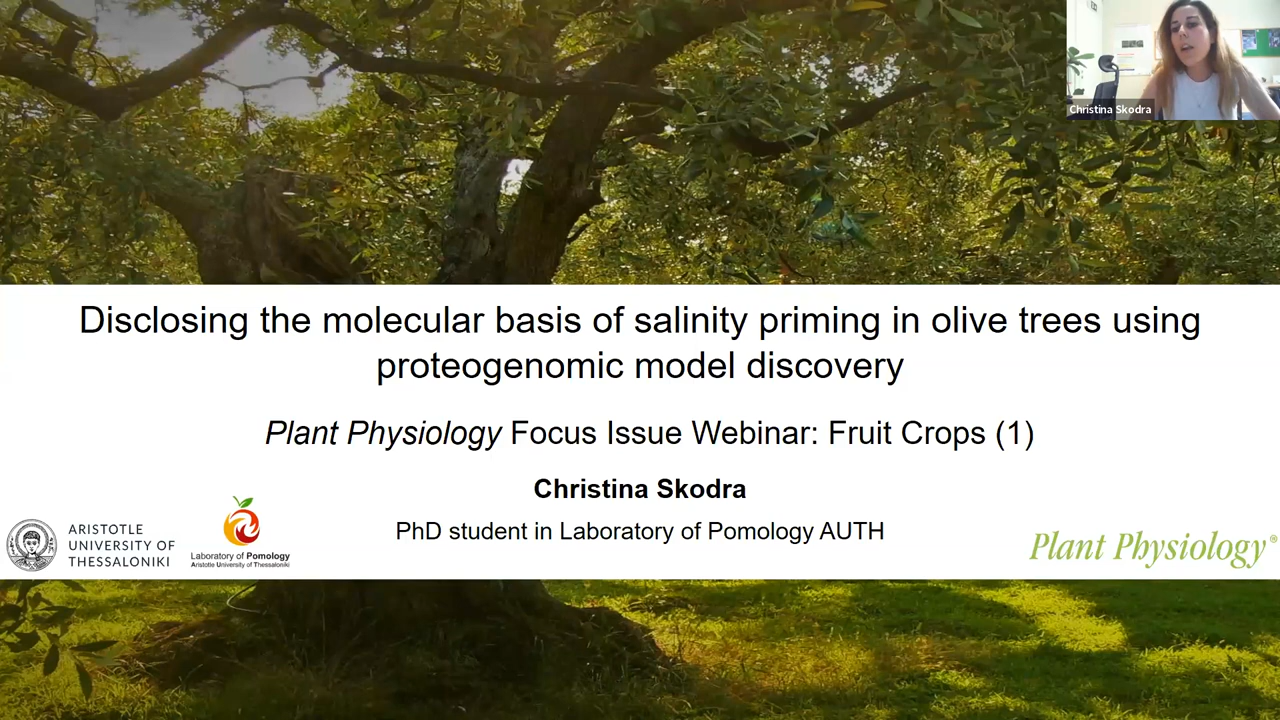 Christina Skodra
Disclosing the molecular basis of salinity priming in olive trees using
proteogenomic model discovery
Plant Physiology Focus Issue Webinar: Fruit Crops (1)
Christina Skodra
PhD student in Laboratory of Pomology AUTH
ARISTOTLE
UNIVERSITY OF
THESSALONIKI
Laboratory of Pomology
Aristotle University of Thessaloniki
Plant Physiology®